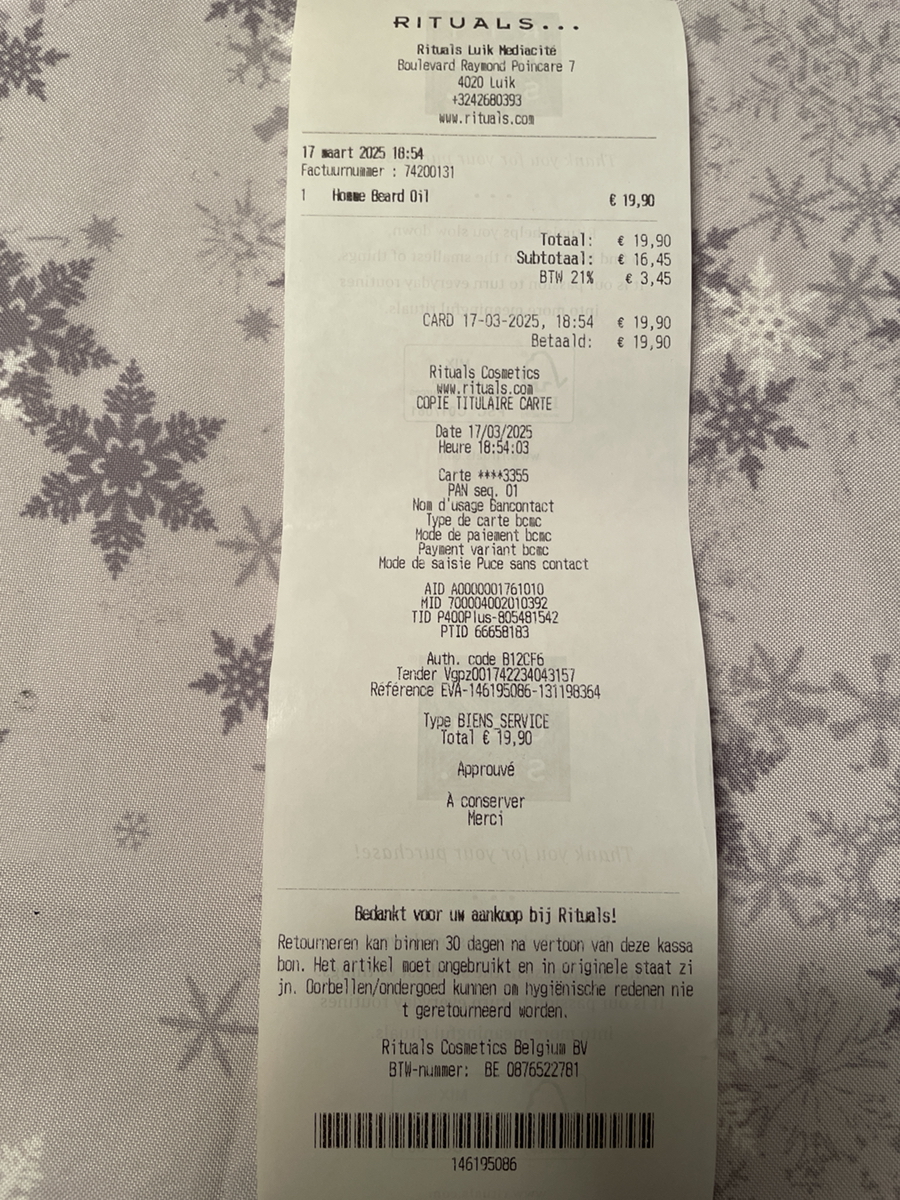 RITUALS...
Rituals Luik Mediacité
Boulevard Raymond Poincare 7
4020 Luik
+3242680393
www.rituals.com
17 maart 2025 18:54
Factuurnummer : 74200131
1 Homme Beard Oil € 19,90
Totaal: € 19,90
Subtotaal: € 16,45
BTW 21% € 3,45
CARD 17-03-2025, 18:54 € 19,90
Betaald: € 19,90
Rituals Cosmetics
www.rituals.com
COPIE TITULAIRE CARTE
Date 17/03/2025
Heure 18:54:03
Carte ****3355
PAN seq. 01
Nom d'usage Bancontact
Type de carte bcmc
Mode de paiement bcmc
Payment variant bcmc
Mode de saisie Puce sans contact
AID A0000001761010
MID 700004002010392
TID P400Plus-805481542
PTID 66658183
Auth. code B12CF6
Tender Vgpz001742234043157
Référence EVA-146195086-131198364
Type BIENS_SERVICE
Total € 19,90
Approuvé
À conserver
Merci
Thank you for your purchase!
Bedankt voor uw aankoop bij Rituals!
Retourneren kan binnen 30 dagen na vertoon van deze kassa
bon. Het artikel moet ongebruikt en in originele staat zi
jn. Oorbellen/ondergoed kunnen om hygiënische redenen nie
t geretourneerd worden.
Rituals Cosmetics Belgium BV
BTW-nummer: BE 0876522781
146195086